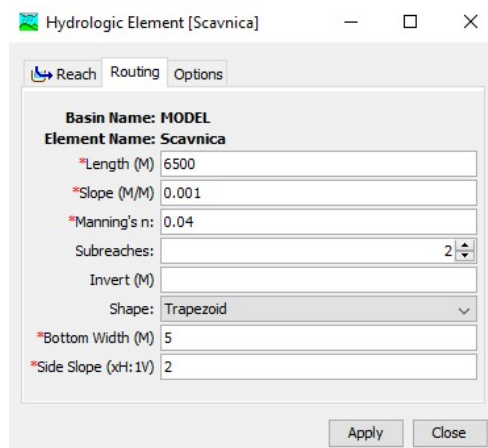 Hydrologic Element [Scavnica]
Reach Routing Options
Basin Name: MODEL
Element Name: Scavnica
*Length (M) 6500
*Slope (M/M) 0.001
*Manning's n: 0.04
Subreaches: 2
Invert (M)
Shape: Trapezoid
*Bottom Width (M) 5
*Side Slope (xH:1V) 2
Apply Close